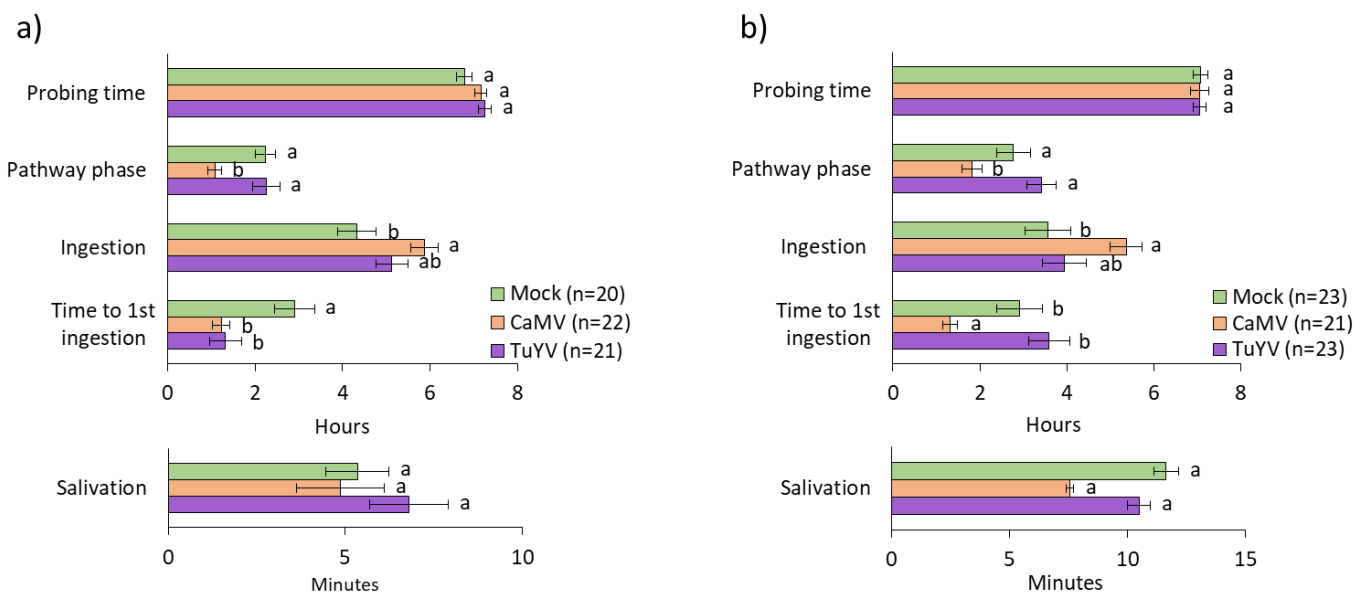 a)
Probing time
a
a
a
Pathway phase
a
b
a
Ingestion
b
a
ab
Time to 1st
ingestion
a
b
b
Mock (n=20)
CaMV (n=22)
TuYV (n=21)
0 2 4 6 8
Hours
Salivation
a
a
a
0 5 10
Minutes
b)
Probing time
a
a
a
Pathway phase
a
b
a
Ingestion
b
a
ab
Time to 1st
ingestion
b
a
b
Mock (n=23)
CaMV (n=21)
TuYV (n=23)
0 2 4 6 8
Hours
Salivation
a
a
a
0 5 10 15
Minutes